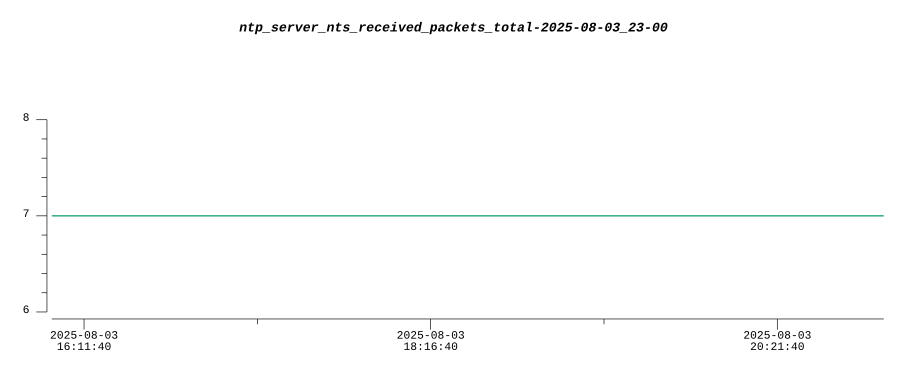 ntp_server_nts_received_packets_total-2025-08-03_23-00
8
7
6
2025-08-03 2025-08-03 2025-08-03
16:11:40 18:16:40 20:21:40